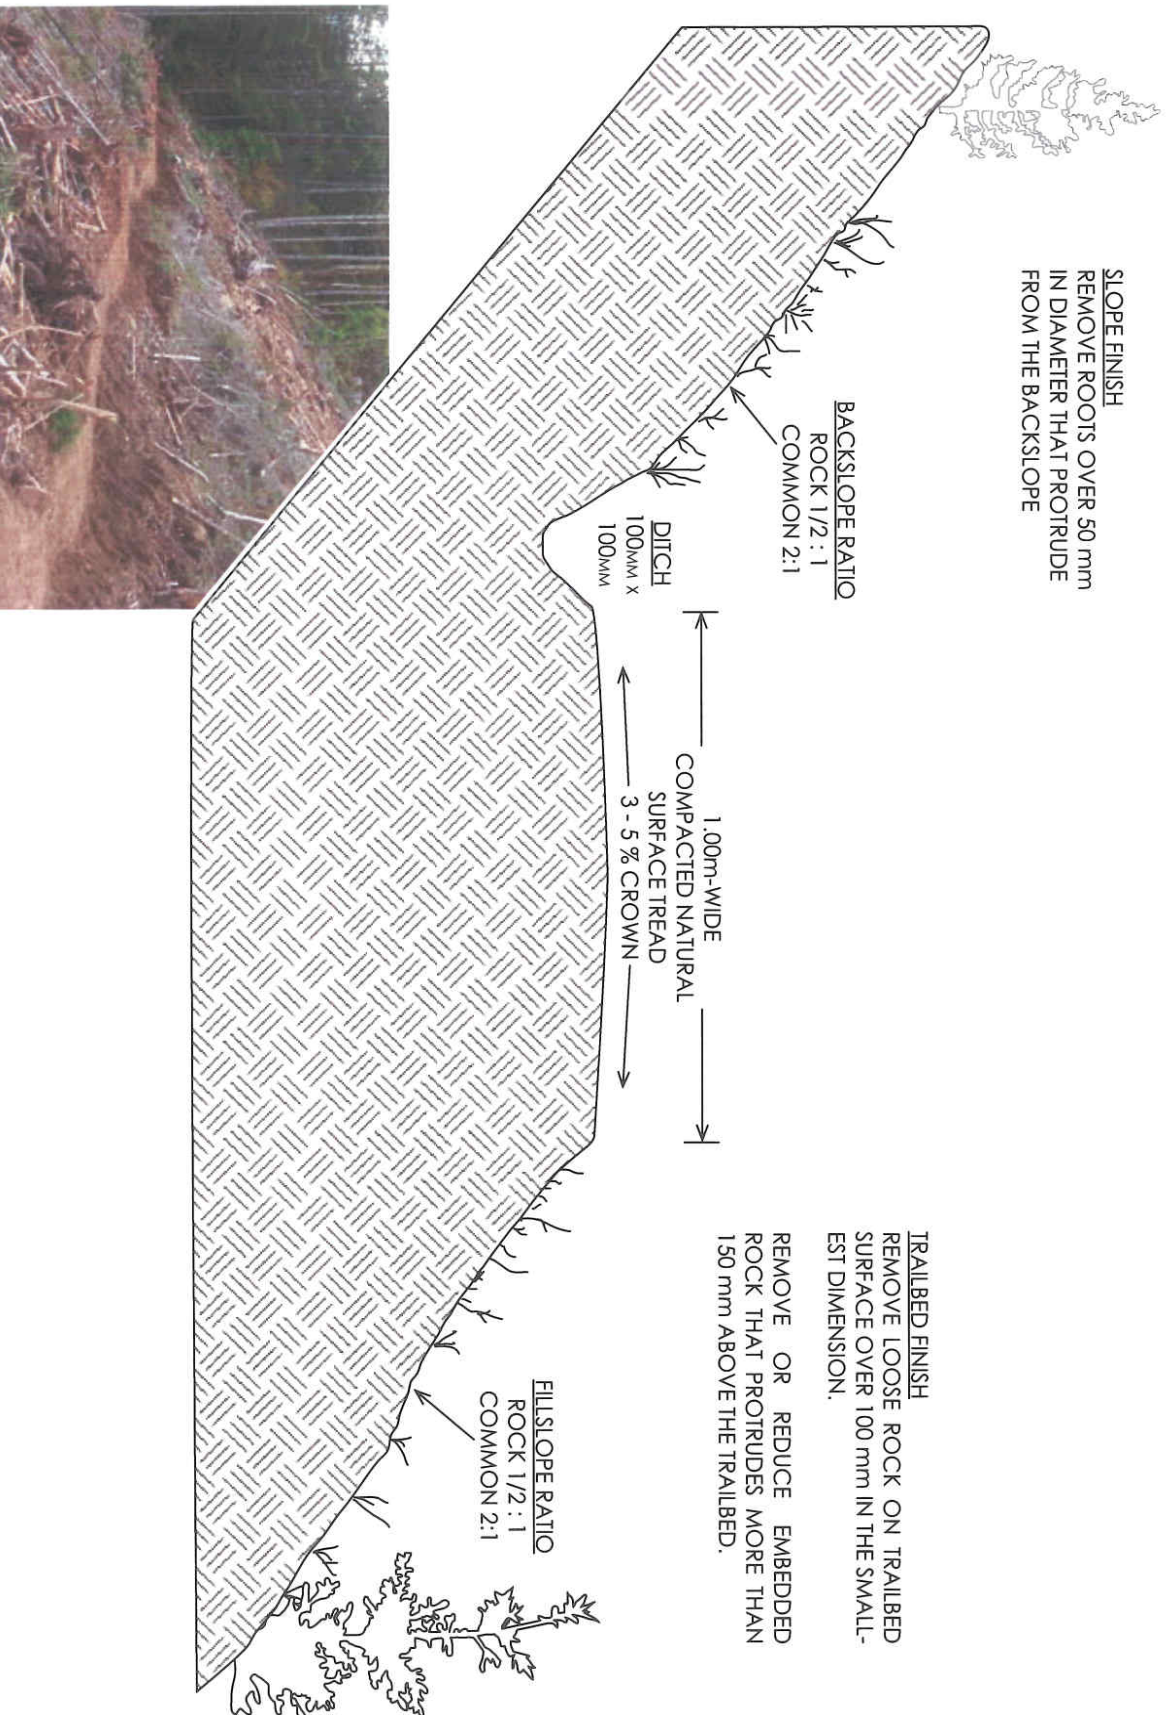 SLOPE FINISH
REMOVE ROOTS OVER 50 mm
IN DIAMETER THAT PROTRUDE
FROM THE BACKSLOPE
BACKSLOPE RATIO
ROCK 1/2 : 1
COMMON 2:1
DITCH
100MM X
100MM
1.00m-WIDE
COMPACTED NATURAL
SURFACE TREAD
3 - 5 % CROWN
TRAILBED FINISH
REMOVE LOOSE ROCK ON TRAILBED
SURFACE OVER 100 mm IN THE SMALL-
EST DIMENSION.
REMOVE OR REDUCE EMBEDDED
ROCK THAT PROTRUDES MORE THAN
150 mm ABOVE THE TRAILBED.
FILLSLOPE RATIO
ROCK 1/2 : 1
COMMON 2:1